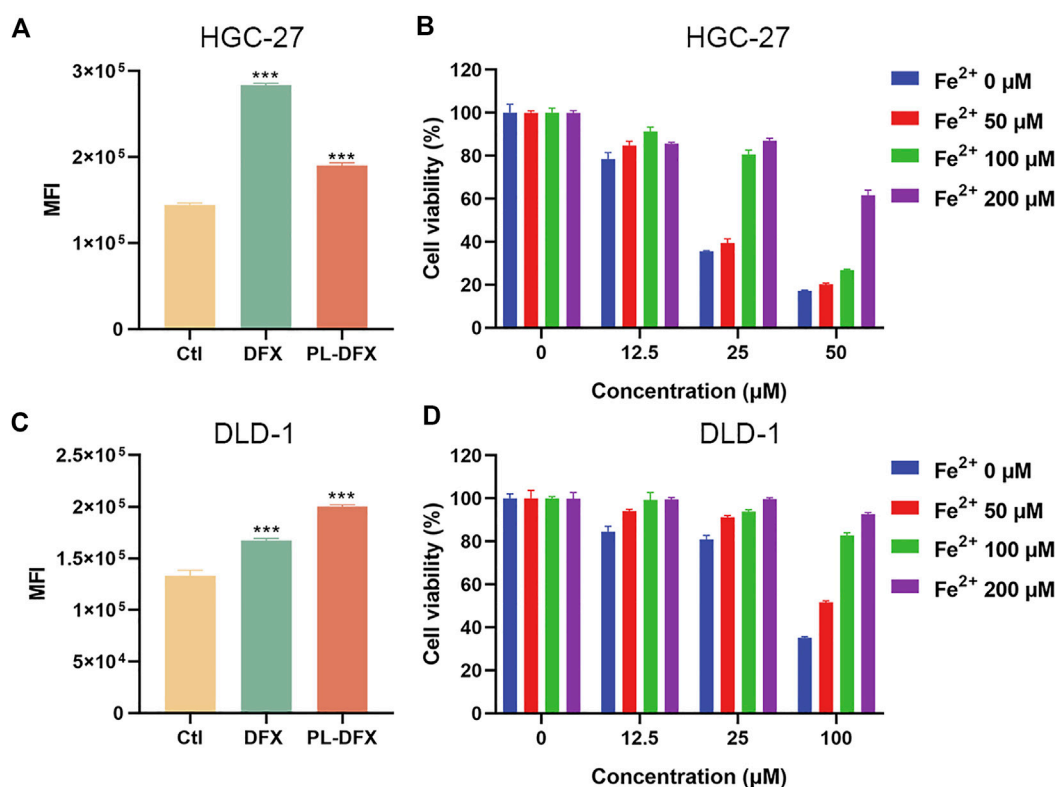 A
HGC-27
MFI
3×10⁵
2×10⁵
1×10⁵
0
***
***
Ctl
DFX
PL-DFX
B
HGC-27
Cell viability (%)
120
100
80
60
40
20
0
0
12.5
25
50
Concentration (µM)
Fe²⁺ 0 µM
Fe²⁺ 50 µM
Fe²⁺ 100 µM
Fe²⁺ 200 µM
C
DLD-1
MFI
2.5×10⁵
2×10⁵
1.5×10⁵
1×10⁵
5×10⁴
0
***
***
Ctl
DFX
PL-DFX
D
DLD-1
Cell viability (%)
120
100
80
60
40
20
0
0
12.5
25
100
Concentration (µM)
Fe²⁺ 0 µM
Fe²⁺ 50 µM
Fe²⁺ 100 µM
Fe²⁺ 200 µM